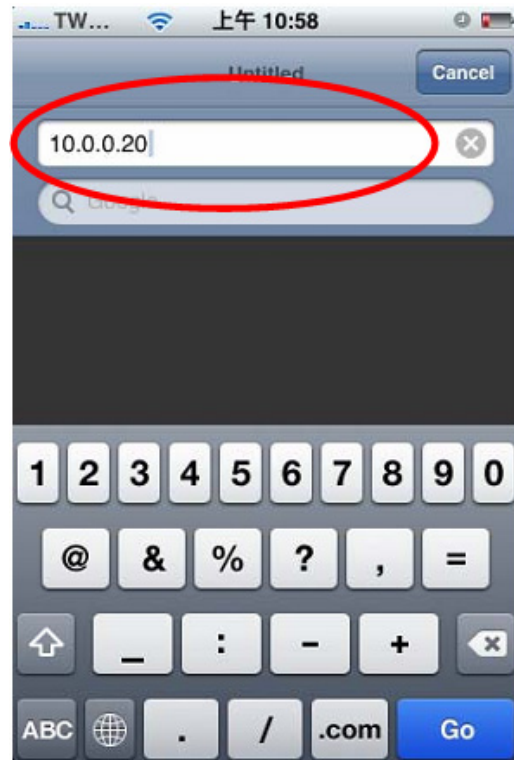 TW... 上午 10:58
Untitled
Cancel
10.0.0.20
Google
1 2 3 4 5 6 7 8 9 0
@ & % ? , =
_ : - +
ABC . / .com Go